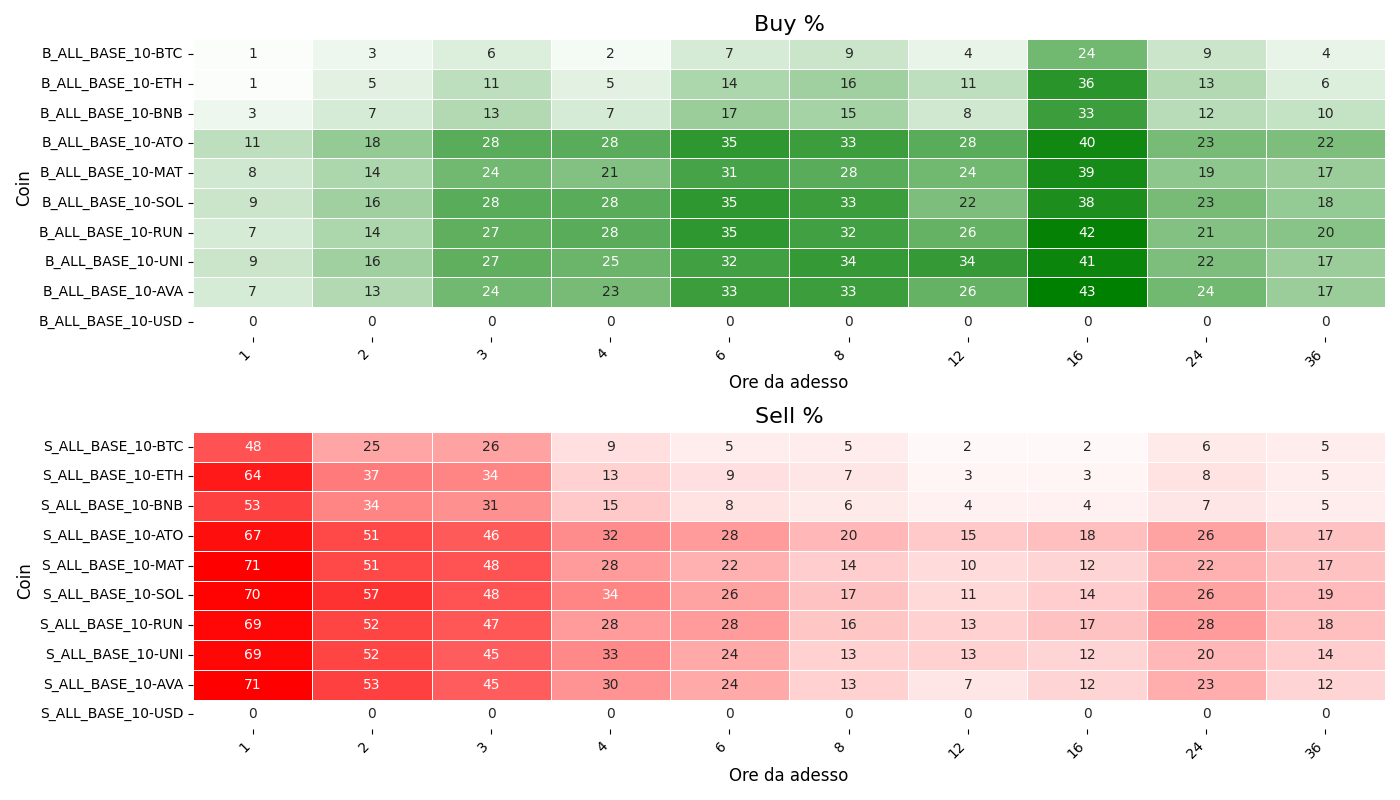 Buy %
Coin
B_ALL_BASE_10-BTC 1 3 6 2 7 9 4 24 9 4
B_ALL_BASE_10-ETH 1 5 11 5 14 16 11 36 13 6
B_ALL_BASE_10-BNB 3 7 13 7 17 15 8 33 12 10
B_ALL_BASE_10-ATO 11 18 28 28 35 33 28 40 23 22
B_ALL_BASE_10-MAT 8 14 24 21 31 28 24 39 19 17
B_ALL_BASE_10-SOL 9 16 28 28 35 33 22 38 23 18
B_ALL_BASE_10-RUN 7 14 27 28 35 32 26 42 21 20
B_ALL_BASE_10-UNI 9 16 27 25 32 34 34 41 22 17
B_ALL_BASE_10-AVA 7 13 24 23 33 33 26 43 24 17
B_ALL_BASE_10-USD 0 0 0 0 0 0 0 0 0 0
1 2 3 4 6 8 12 16 24 36
Ore da adesso
Sell %
Coin
S_ALL_BASE_10-BTC 48 25 26 9 5 5 2 2 6 5
S_ALL_BASE_10-ETH 64 37 34 13 9 7 3 3 8 5
S_ALL_BASE_10-BNB 53 34 31 15 8 6 4 4 7 5
S_ALL_BASE_10-ATO 67 51 46 32 28 20 15 18 26 17
S_ALL_BASE_10-MAT 71 51 48 28 22 14 10 12 22 17
S_ALL_BASE_10-SOL 70 57 48 34 26 17 11 14 26 19
S_ALL_BASE_10-RUN 69 52 47 28 28 16 13 17 28 18
S_ALL_BASE_10-UNI 69 52 45 33 24 13 13 12 20 14
S_ALL_BASE_10-AVA 71 53 45 30 24 13 7 12 23 12
S_ALL_BASE_10-USD 0 0 0 0 0 0 0 0 0 0
1 2 3 4 6 8 12 16 24 36
Ore da adesso